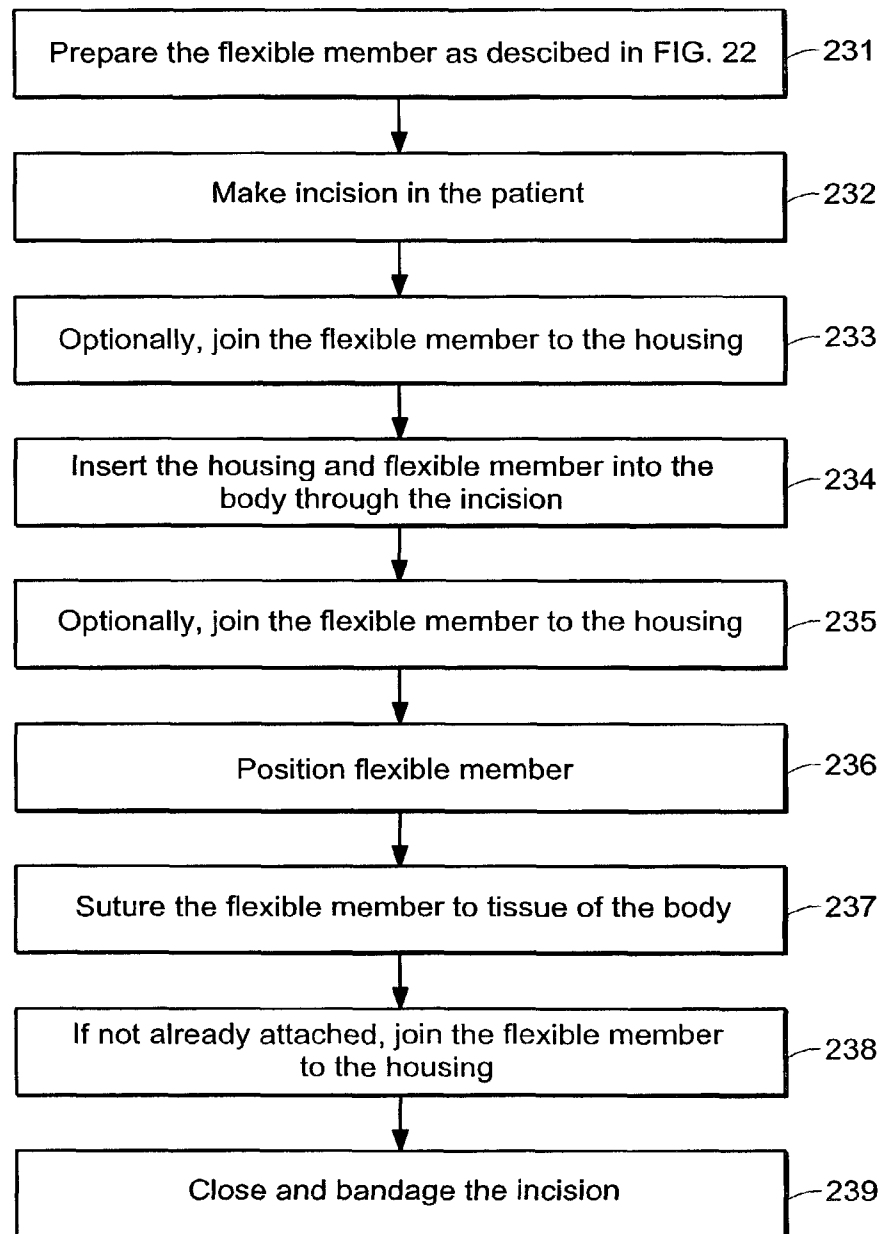 Prepare the flexible member as descibed in FIG. 22
231
Make incision in the patient
232
Optionally, join the flexible member to the housing
233
Insert the housing and flexible member into the
body through the incision
234
Optionally, join the flexible member to the housing
235
Position flexible member
236
Suture the flexible member to tissue of the body
237
If not already attached, join the flexible member
to the housing
238
Close and bandage the incision
239